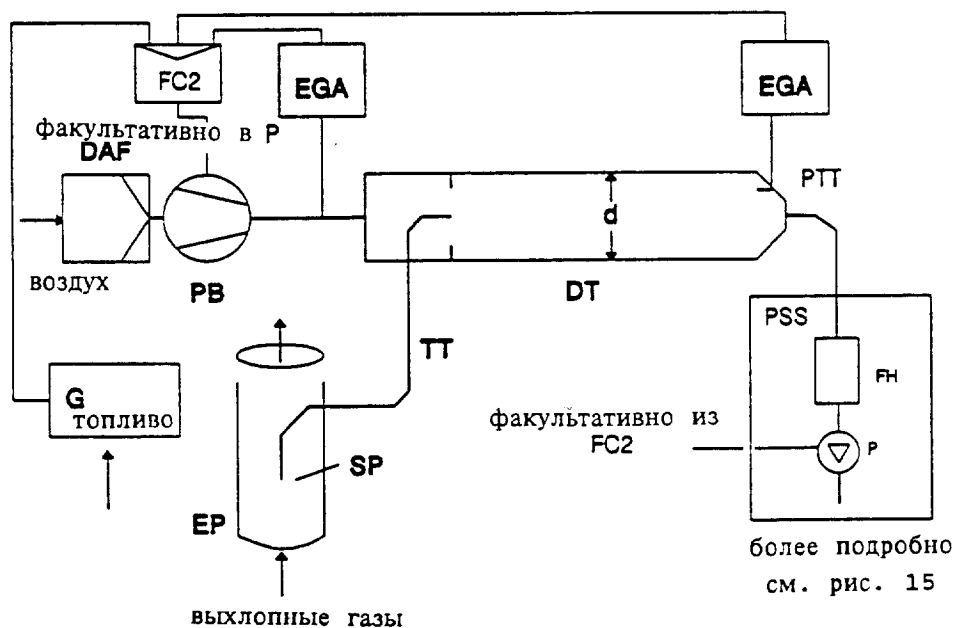 FC2
EGA
EGA
факультативно в P
DAF
PTT
d
воздух
PB
DT
PSS
TT
FH
G
топливо
факультативно из
FC2
P
SP
EP
более подробно
см. рис. 15
выхлопные газы